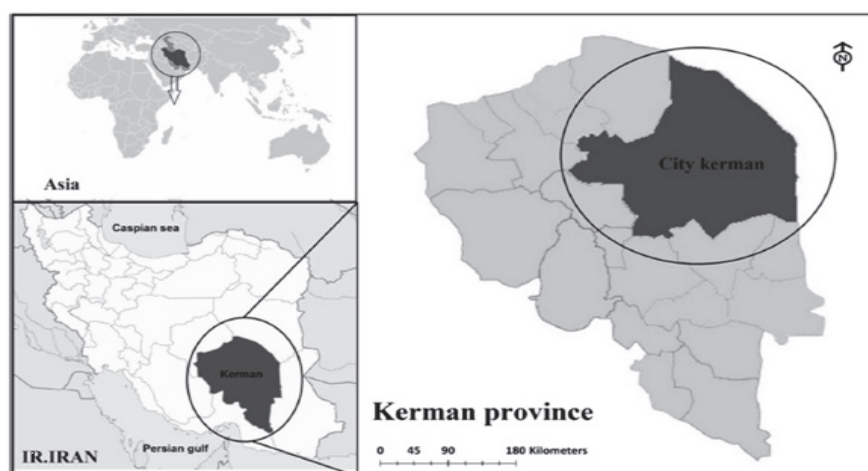 Asia
Caspian sea
Kerman
Persian gulf
IR.IRAN
N
City kerman
Kerman province
0 45 90 180 Kilometers